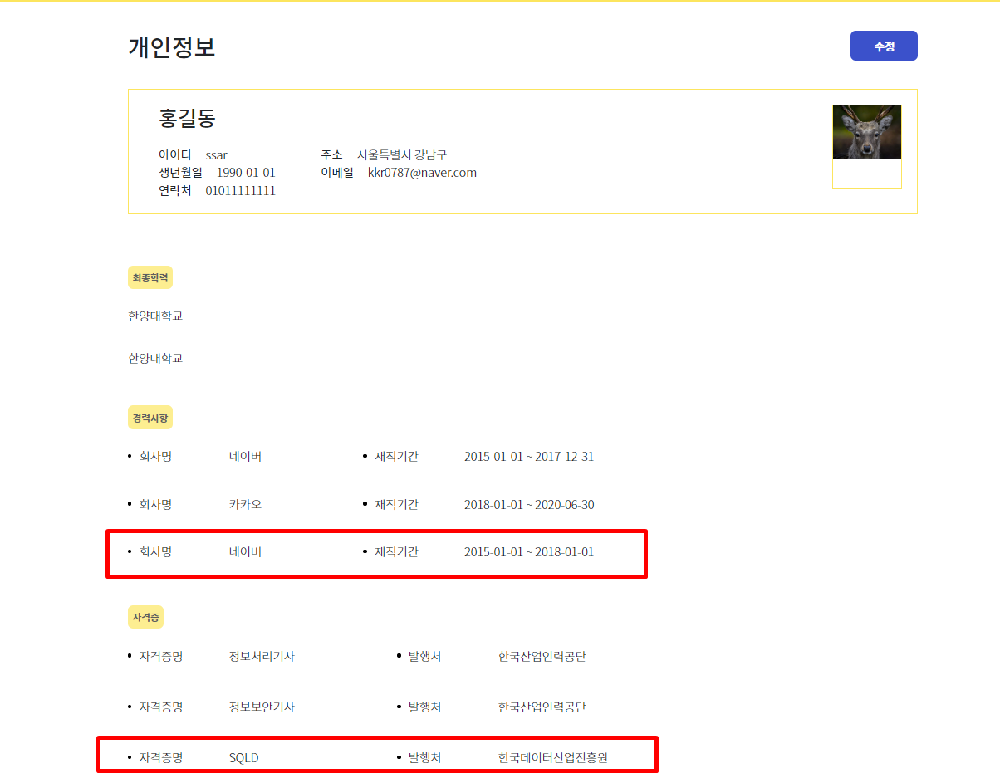 개인정보
수정
홍길동
아이디 ssar 주소 서울특별시 강남구
생년월일 1990-01-01 이메일 kkr0787@naver.com
연락처 01011111111
최종학력
한양대학교
한양대학교
경력사항
• 회사명 네이버 • 재직기간 2015-01-01 ~ 2017-12-31
• 회사명 카카오 • 재직기간 2018-01-01 ~ 2020-06-30
• 회사명 네이버 • 재직기간 2015-01-01 ~ 2018-01-01
자격증
• 자격증명 정보처리기사 • 발행처 한국산업인력공단
• 자격증명 정보보안기사 • 발행처 한국산업인력공단
• 자격증명 SQLD • 발행처 한국데이터산업진흥원